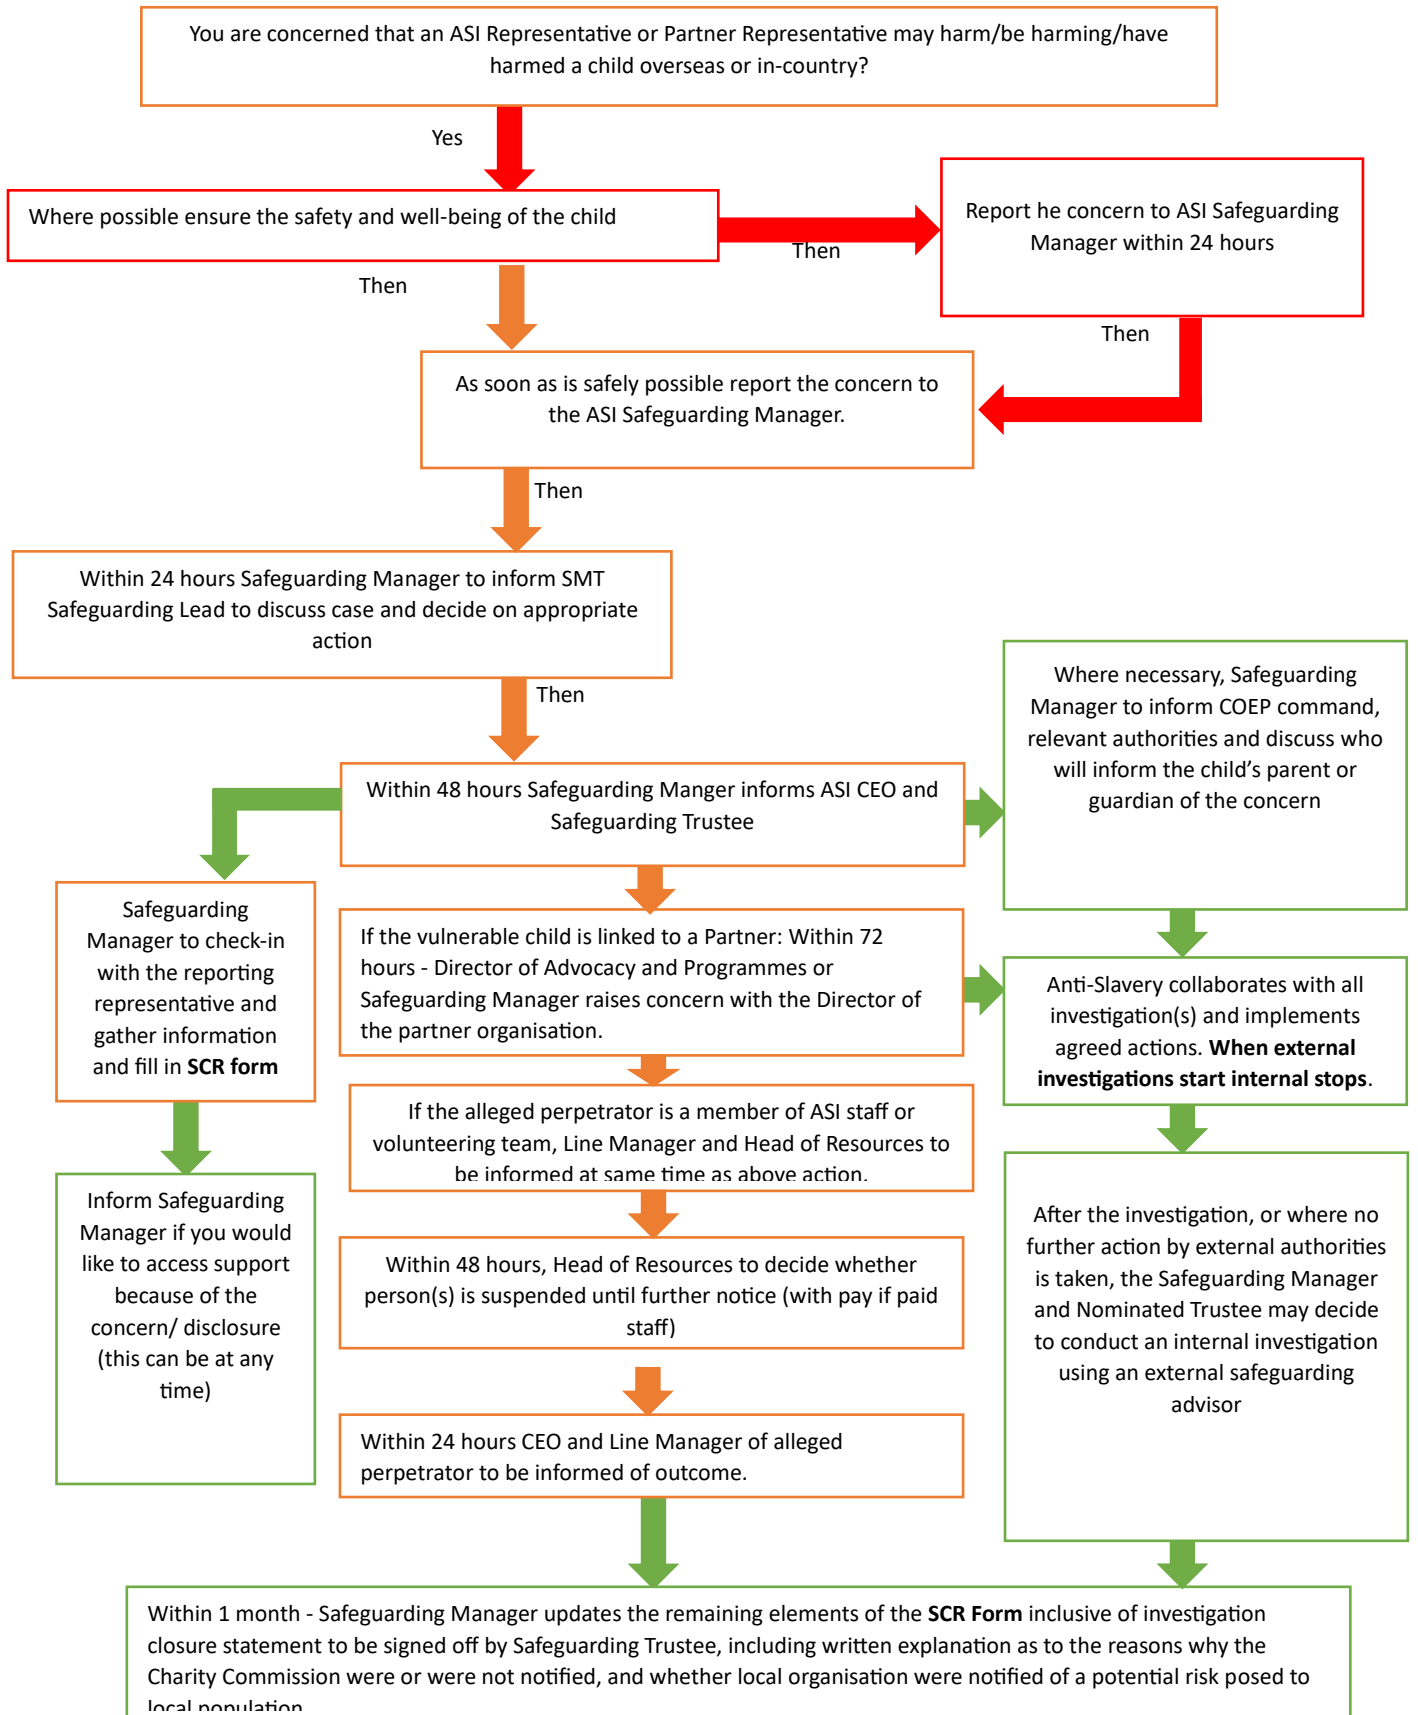 You are concerned that an ASI Representative or Partner Representative may harm/be harming/have
harmed a child overseas or in-country?
Yes
Where possible ensure the safety and well-being of the child
Then
Report he concern to ASI Safeguarding
Manager within 24 hours
Then
Then
As soon as is safely possible report the concern to
the ASI Safeguarding Manager.
Then
Within 24 hours Safeguarding Manager to inform SMT
Safeguarding Lead to discuss case and decide on appropriate
action
Then
Where necessary, Safeguarding
Manager to inform COEP command,
relevant authorities and discuss who
will inform the child’s parent or
guardian of the concern
Within 48 hours Safeguarding Manger informs ASI CEO and
Safeguarding Trustee
Safeguarding
Manager to check-in
with the reporting
representative and
gather information
and fill in SCR form
If the vulnerable child is linked to a Partner: Within 72
hours - Director of Advocacy and Programmes or
Safeguarding Manager raises concern with the Director of
the partner organisation.
Anti-Slavery collaborates with all
investigation(s) and implements
agreed actions. When external
investigations start internal stops.
If the alleged perpetrator is a member of ASI staff or
volunteering team, Line Manager and Head of Resources to
be informed at same time as above action.
Inform Safeguarding
Manager if you would
like to access support
because of the
concern/ disclosure
(this can be at any
time)
Within 48 hours, Head of Resources to decide whether
person(s) is suspended until further notice (with pay if paid
staff)
After the investigation, or where no
further action by external authorities
is taken, the Safeguarding Manager
and Nominated Trustee may decide
to conduct an internal investigation
using an external safeguarding
advisor
Within 24 hours CEO and Line Manager of alleged
perpetrator to be informed of outcome.
Within 1 month - Safeguarding Manager updates the remaining elements of the SCR Form inclusive of investigation
closure statement to be signed off by Safeguarding Trustee, including written explanation as to the reasons why the
Charity Commission were or were not notified, and whether local organisation were notified of a potential risk posed to
local population